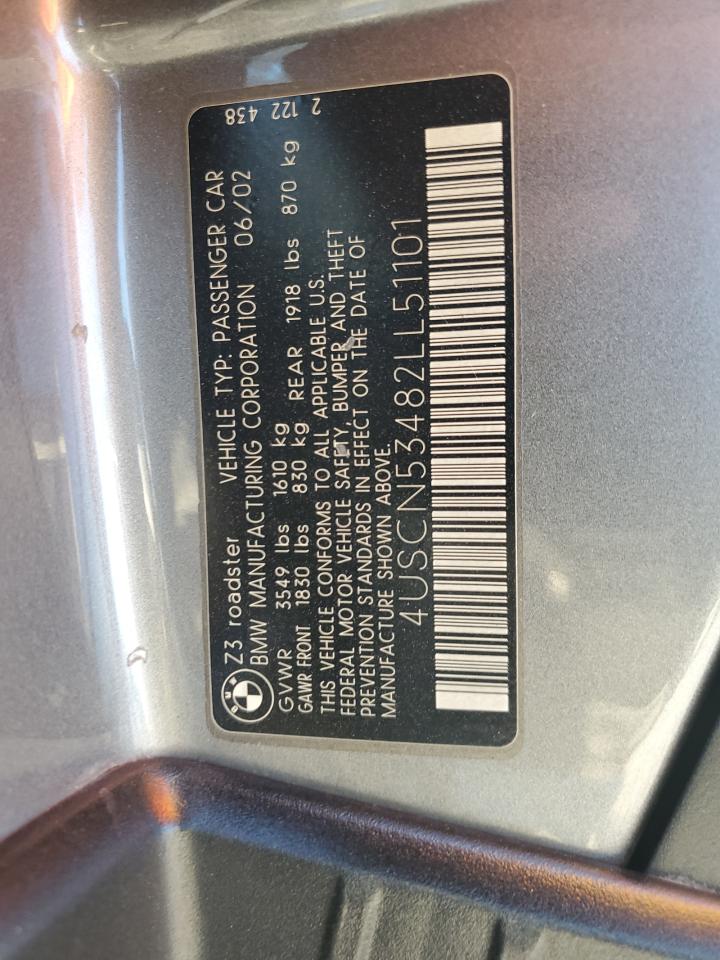 BMW
Z3 roadster VEHICLE TYP: PASSENGER CAR
BMW MANUFACTURING CORPORATION 06/02
GVWR 3549 lbs 1610 kg
GAWR FRONT 1830 lbs 830 kg REAR 1918 lbs 870 kg
THIS VEHICLE CONFORMS TO ALL APPLICABLE U.S.
FEDERAL MOTOR VEHICLE SAFETY, BUMPER AND THEFT
PREVENTION STANDARDS IN EFFECT ON THE DATE OF
MANUFACTURE SHOWN ABOVE.
4USCN53482LL51101
2 122 438